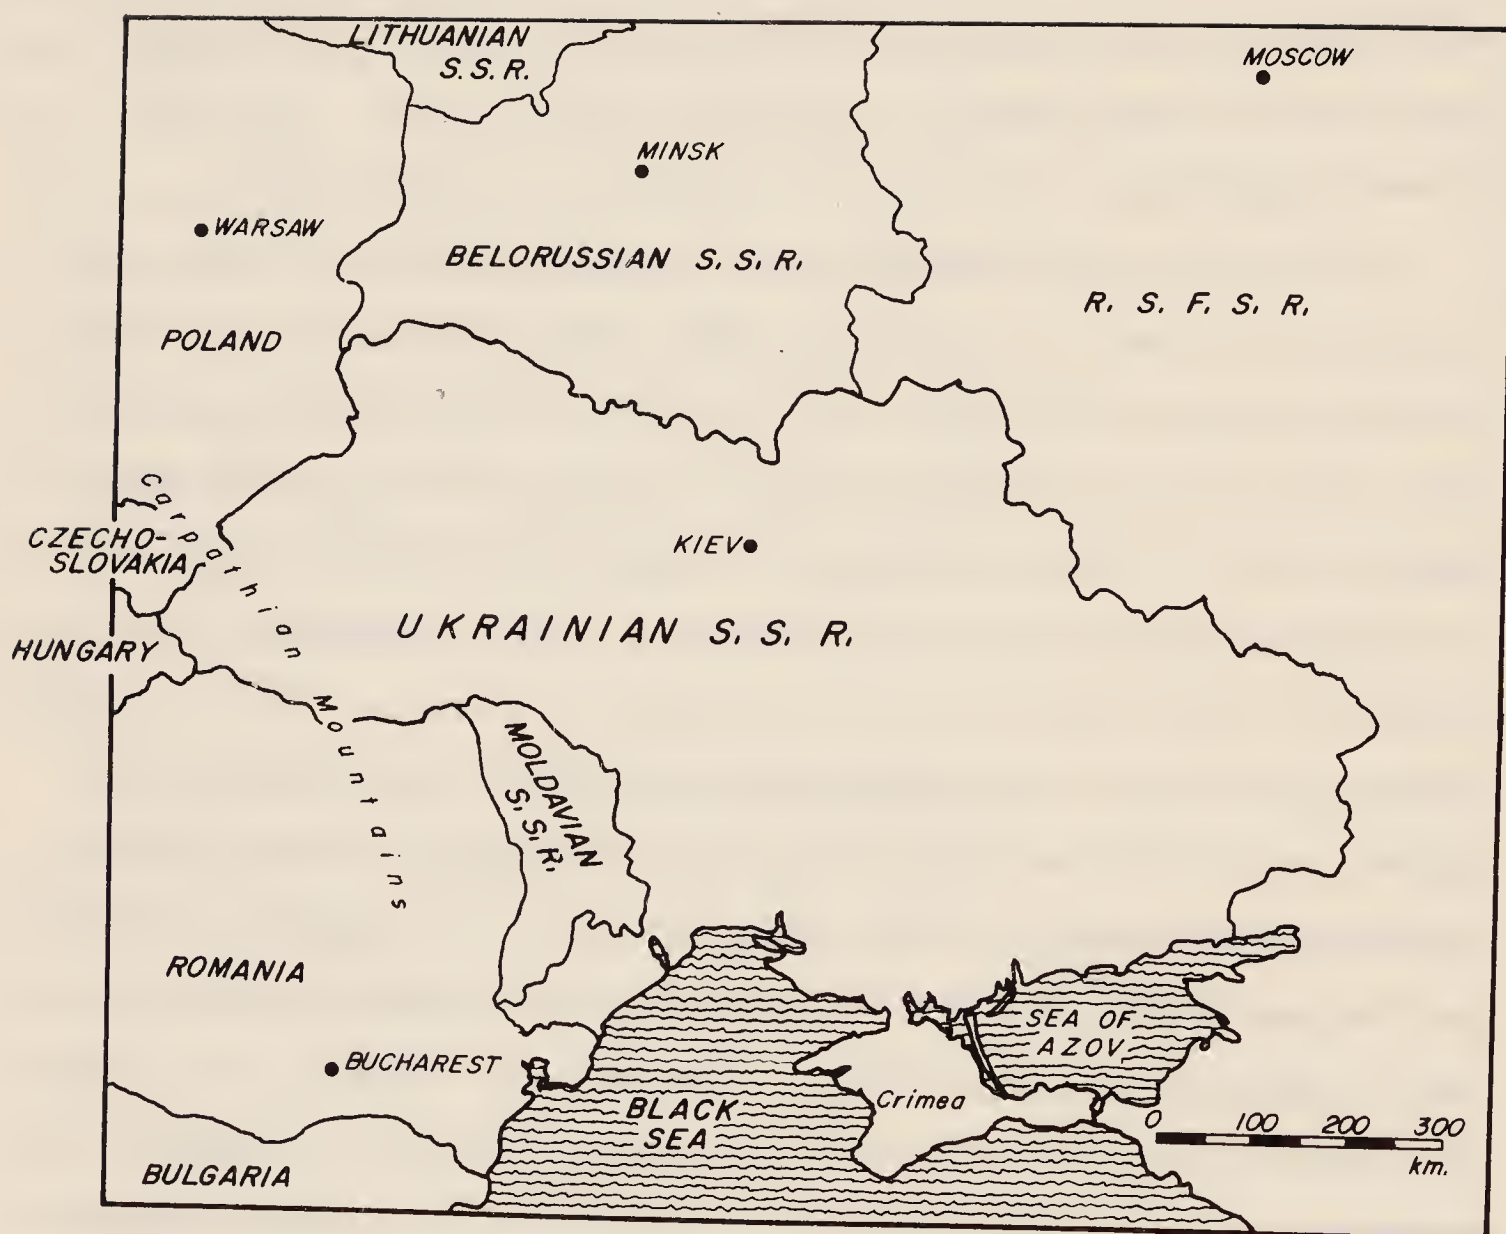 LITHUANIAN
S.S.R.
MOSCOW
MINSK
WARSAW
BELORUSSIAN S.S.R.
R.S.F.S.R.
POLAND
Carpathian Mountains
CZECHO-
SLOVAKIA
KIEV
UKRAINIAN S.S.R.
HUNGARY
MOLDAVIAN
S.S.R.
ROMANIA
SEA OF
AZOV
BUCHAREST
Crimea
BLACK
SEA
0 100 200 300
km.
BULGARIA